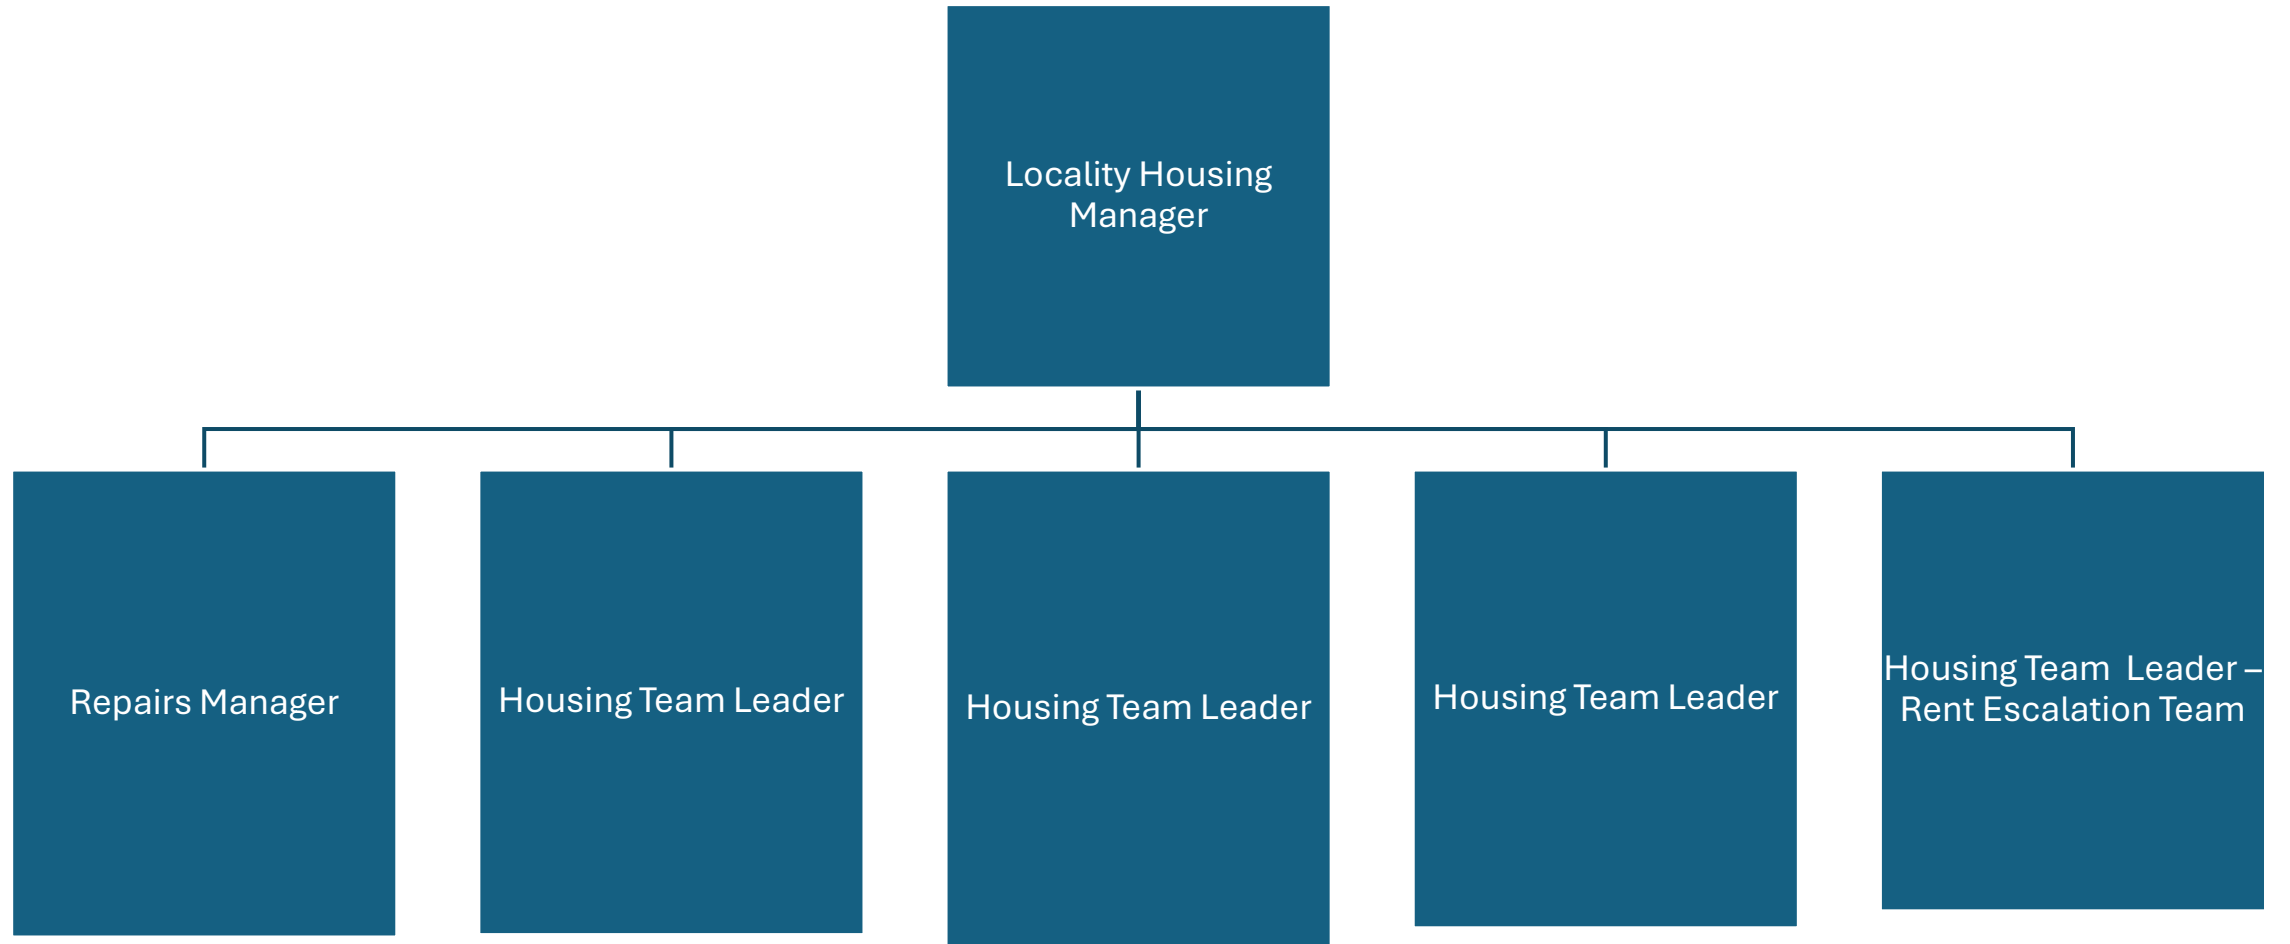 Locality Housing
Manager
Repairs Manager
Housing Team Leader
Housing Team Leader
Housing Team Leader
Housing Team  Leader –
Rent Escalation Team